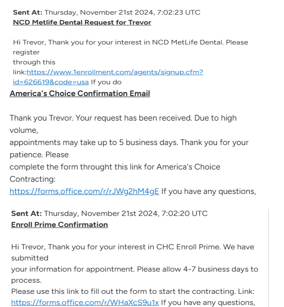 Sent At: Thursday, November 21st 2024, 7:02:23 UTC
NCD Metlife Dental Request for Trevor
Hi Trevor, Thank you for your interest in NCD MetLife Dental. Please
register
through this
link:https://www.1enrollment.com/agents/signup.cfm?
id=626619&code=usa If you do
America's Choice Confirmation Email
Thank you Trevor. Your request has been received. Due to high
volume,
appointments may take up to 5 business days. Thank you for your
patience. Please
complete the form throught this link for America's Choice
Contracting:
https://forms.office.com/r/rJWg2hM4gE If you have any questions,
Sent At: Thursday, November 21st 2024, 7:02:20 UTC
Enroll Prime Confirmation
Hi Trevor, Thank you for your interest in CHC Enroll Prime. We have
submitted
your information for appointment. Please allow 4-7 business days to
process.
Please use this link to fill out the form to start the contracting. Link:
https://forms.office.com/r/WHaXcS9u1x If you have any questions,